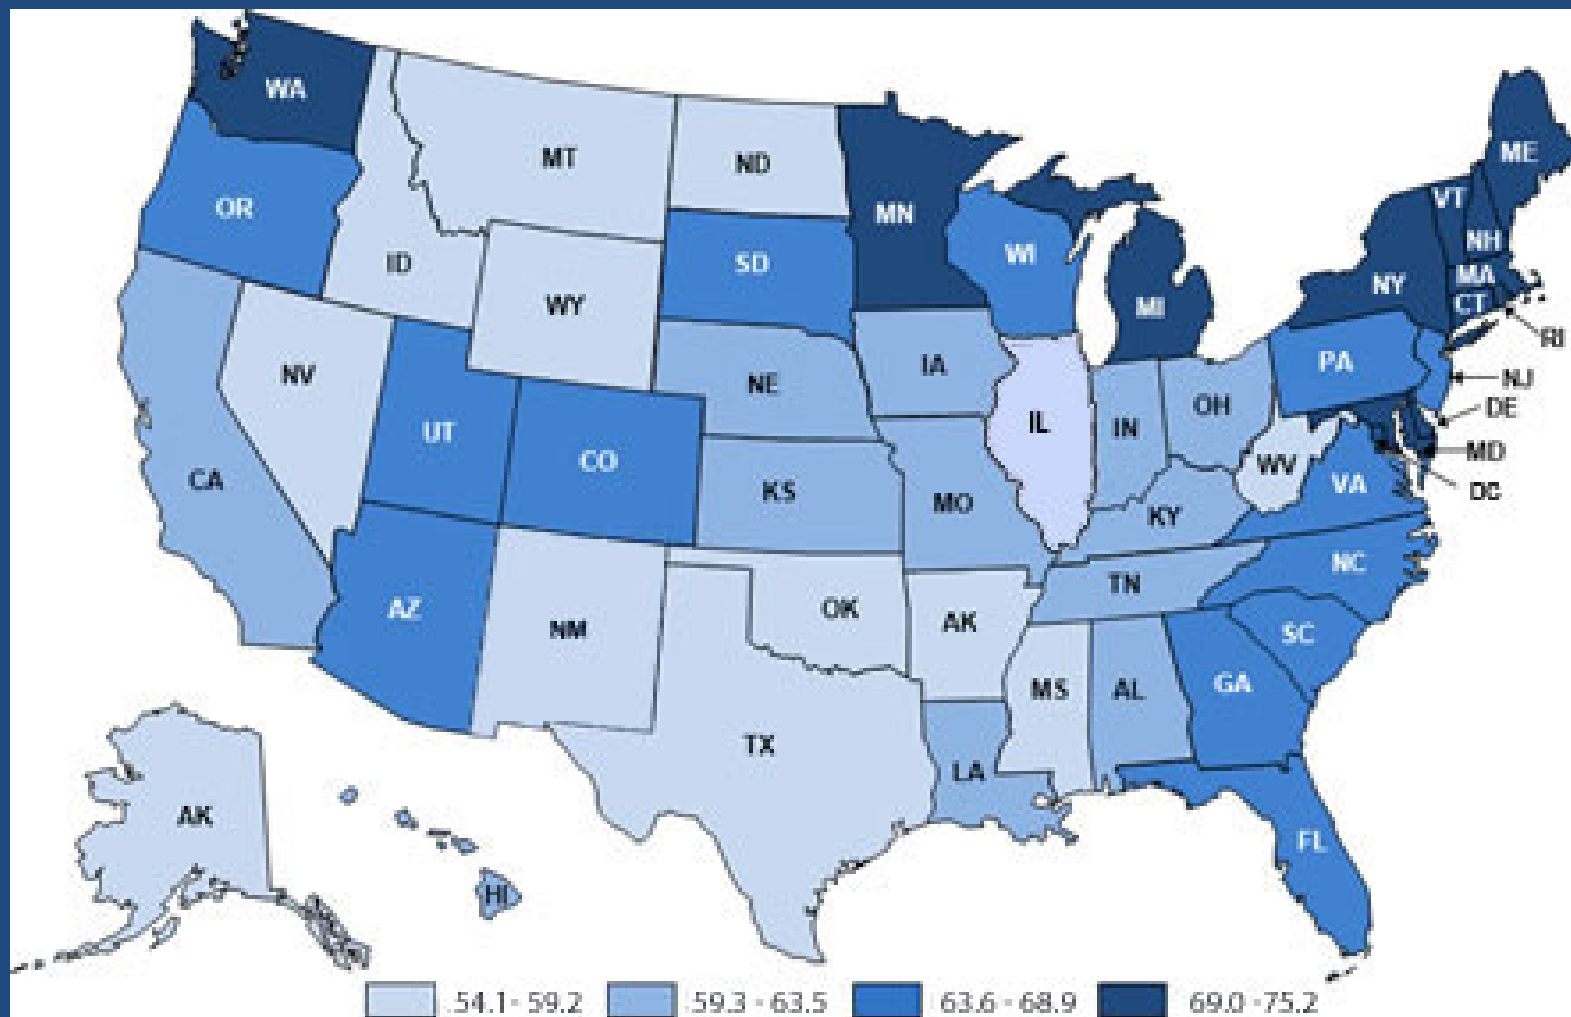 WA
ME
MT
ND
VT
OR
MN
NH
WI
ID
SD
MA
NY
WY
MI
CT
RI
PA
IA
NV
NE
NJ
OH
DE
IL
IN
UT
MD
CO
WV
CA
VA
KS
DC
MO
KY
NC
TN
AZ
OK
AK
NM
SC
GA
MS
AL
TX
LA
AK
FL
HI
54.1 - 59.2 59.3 - 63.5 63.6 - 68.9 69.0 - 75.2